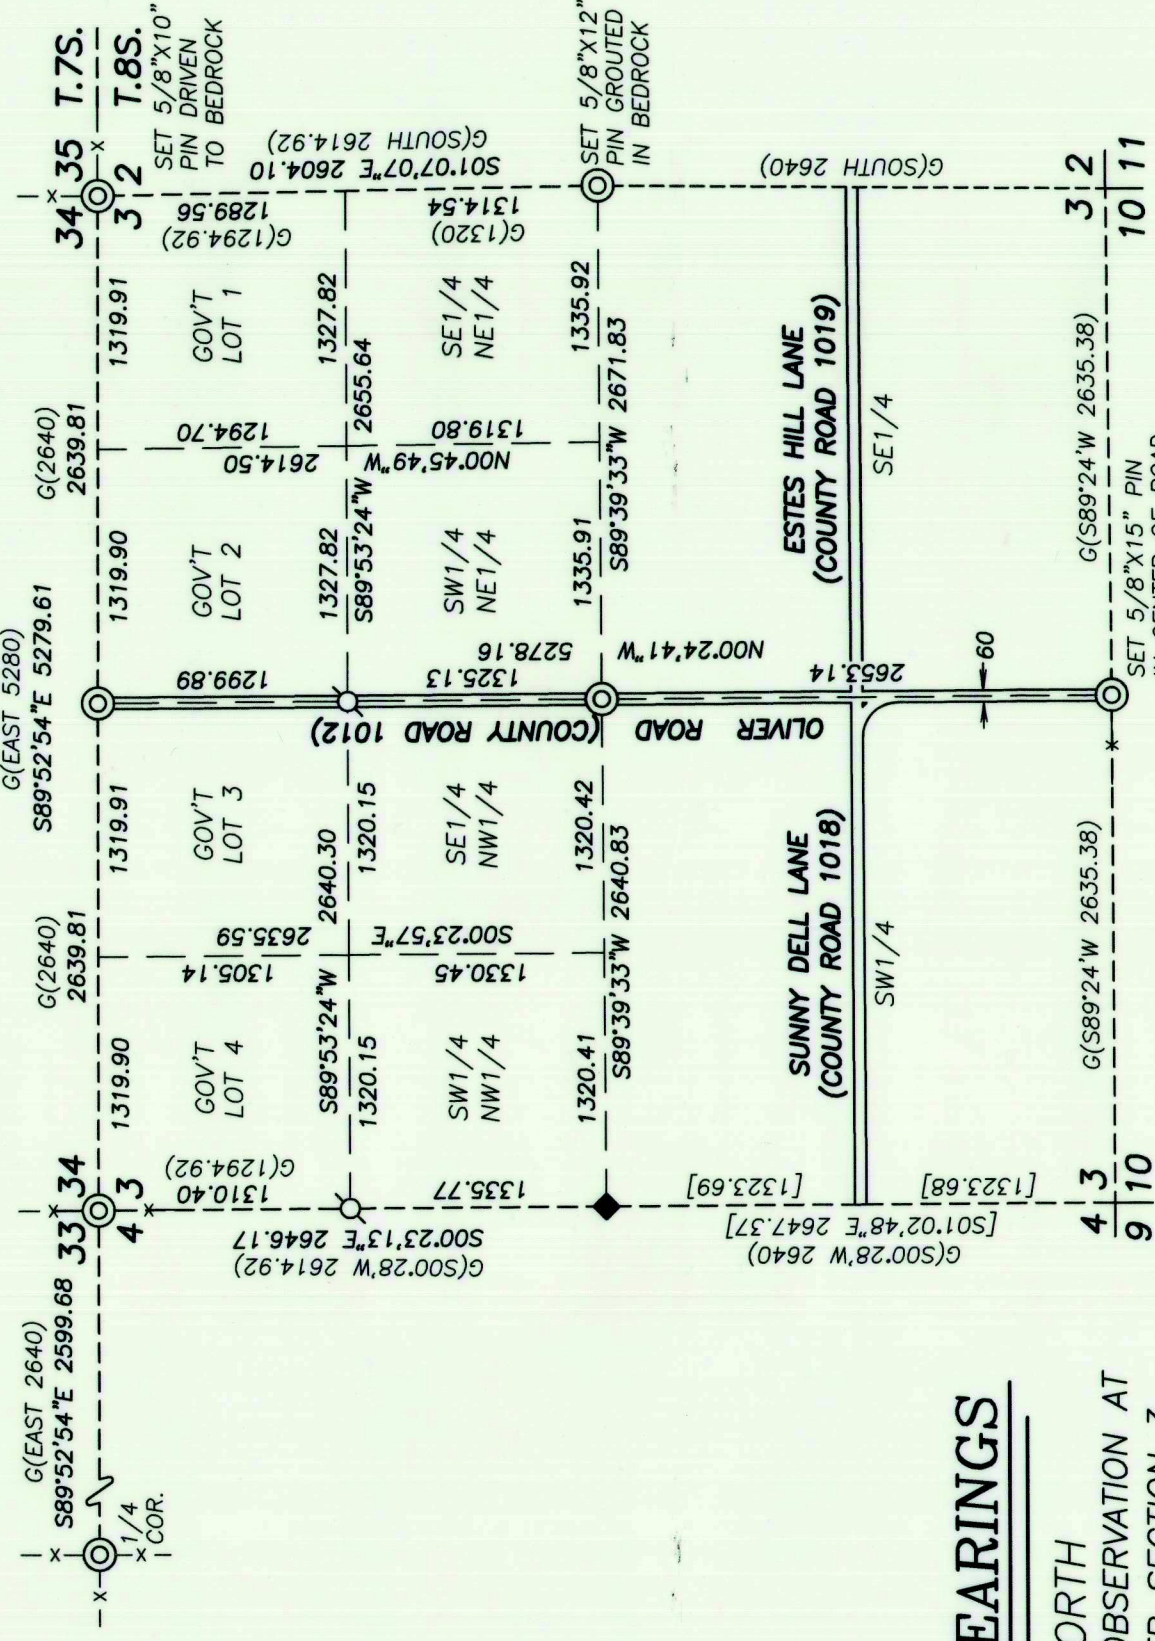 G(EAST 2640)
S89°52'54"E 2599.68
1/4
COR.
33 34
4 3
G(EAST 5280)
S89°52'54"E 5279.61
G(2640)
2639.81
G(2640)
2639.81
34 35 T.7S.
3 2 T.8S.
SET 5/8"X10"
PIN DRIVEN
TO BEDROCK
1319.90
1319.91
1319.90
1319.91
GOV'T
LOT 4
GOV'T
LOT 3
GOV'T
LOT 2
GOV'T
LOT 1
1310.40
G(1294.92)
1305.14
2635.59
1299.89
1294.70
2614.50
1289.56
G(1294.92)
S01°07'07"E 2604.10
G(SOUTH 2614.92)
S89°53'24"W
2640.30
1320.15
1320.15
1327.82
S89°53'24"W
2655.64
1327.82
S00°23'13"E 2646.17
G(S00°28'W 2614.92)
1335.77
SW1/4
NW1/4
1330.45
S00°23'57"E
SE1/4
NW1/4
1325.13
5278.16
N00°24'41"W
SW1/4
NE1/4
1319.80
N00°45'49"W
SE1/4
NE1/4
1314.54
G(1320)
SET 5/8"X12"
PIN GROUTED
IN BEDROCK
1320.41
S89°39'33"W 2640.83
1320.42
1335.91
S89°39'33"W 2671.83
1335.92
OLIVER ROAD (COUNTY ROAD 1012)
[1323.69]
[1323.68]
[S01°02'48"E 2647.37]
G(S00°28'W 2640)
SUNNY DELL LANE
(COUNTY ROAD 1018)
SW1/4
2653.14
60
ESTES HILL LANE
(COUNTY ROAD 1019)
SE1/4
G(SOUTH 2640)
G(S89°24'W 2635.38)
G(S89°24'W 2635.38)
4 3
9 10
3 2
10 11
SET 5/8"X15" PIN
CENTER OF ROAD
EARINGS
ORTH
OBSERVATION AT
SECTION 3